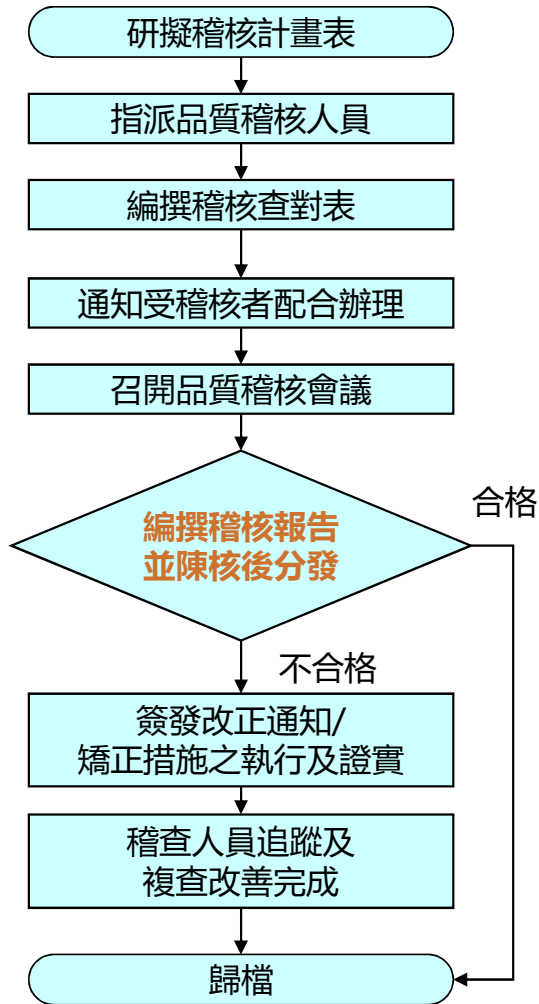 研擬稽核計畫表
指派品質稽核人員
編撰稽核查對表
通知受稽核者配合辦理
召開品質稽核會議
編撰稽核報告
並陳核後分發
合格
不合格
簽發改正通知/
矯正措施之執行及證實
稽查人員追蹤及
複查改善完成
歸檔